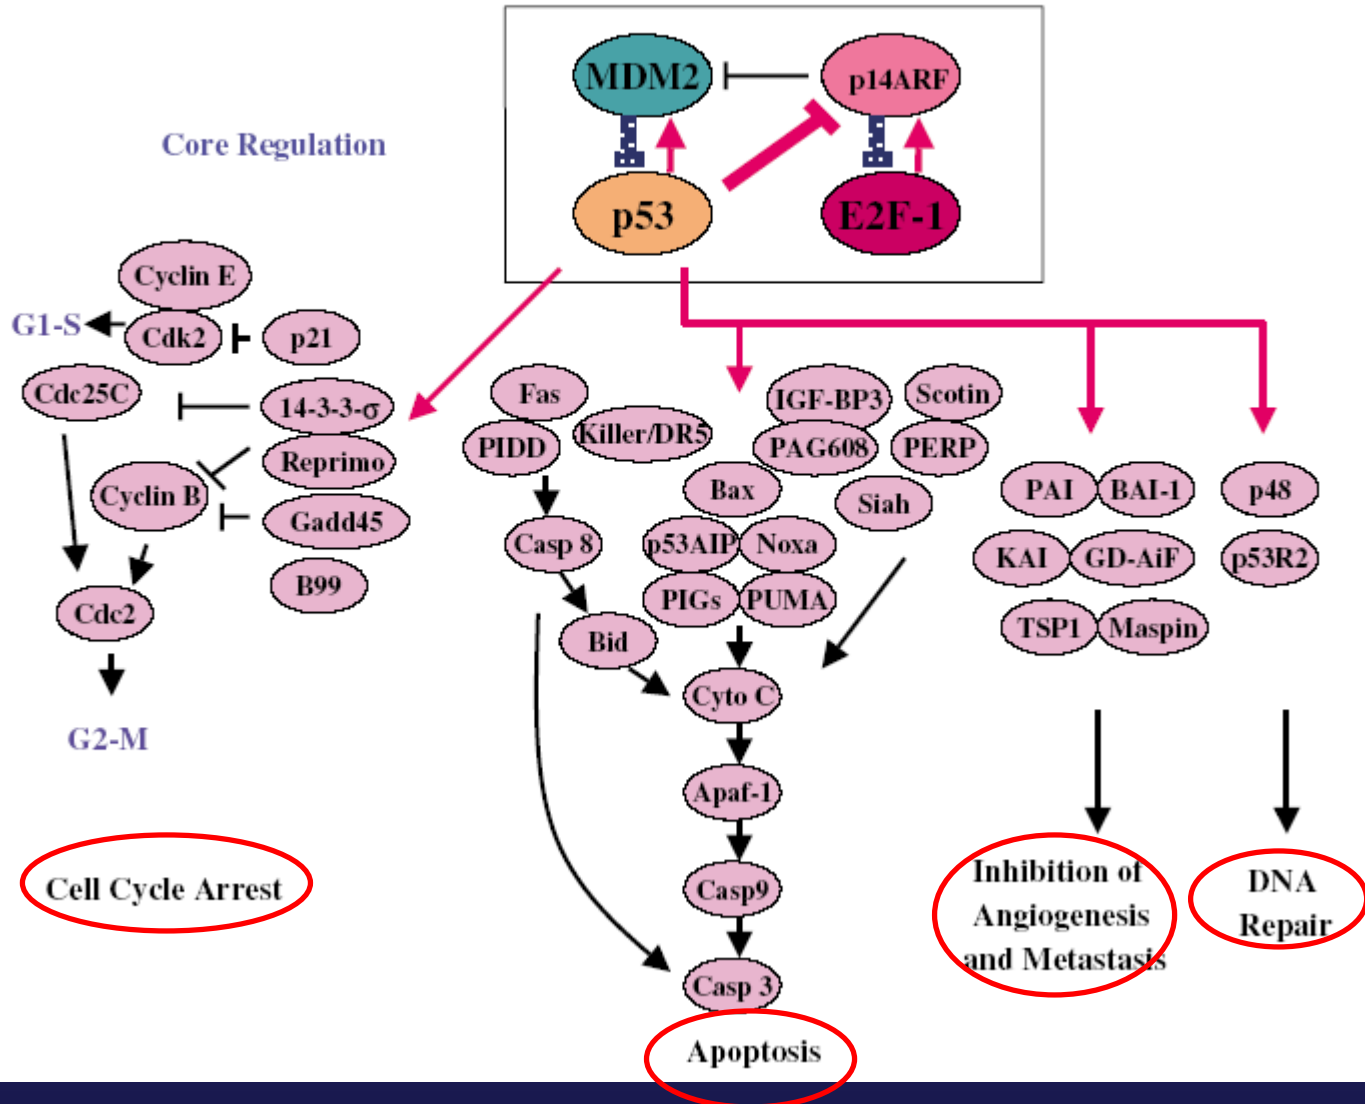 MDM2
p14ARF
Core Regulation
p53
E2F-1
Cyclin E
G1-S
Cdk2
p21
Cdc25C
14-3-3-σ
Reprimo
Cyclin B
Gadd45
B99
Cdc2
G2-M
Cell Cycle Arrest
Fas
PIDD
Killer/DR5
IGF-BP3
Scotin
PAG608
PERP
Bax
Siah
Casp 8
p53AIP
Noxa
PIGs
PUMA
Bid
Cyto C
Apaf-1
Casp9
Casp 3
Apoptosis
PAI
BAI-1
KAI
GD-AiF
TSP1
Maspin
Inhibition of
Angiogenesis
and Metastasis
p48
p53R2
DNA
Repair